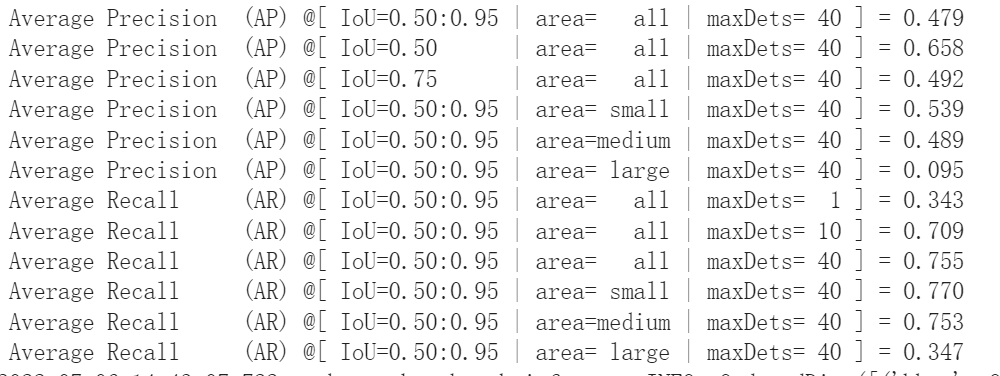 Average Precision  (AP) @[ IoU=0.50:0.95 | area=   all | maxDets= 40 ] = 0.479
Average Precision  (AP) @[ IoU=0.50      | area=   all | maxDets= 40 ] = 0.658
Average Precision  (AP) @[ IoU=0.75      | area=   all | maxDets= 40 ] = 0.492
Average Precision  (AP) @[ IoU=0.50:0.95 | area= small | maxDets= 40 ] = 0.539
Average Precision  (AP) @[ IoU=0.50:0.95 | area=medium | maxDets= 40 ] = 0.489
Average Precision  (AP) @[ IoU=0.50:0.95 | area= large | maxDets= 40 ] = 0.095
Average Recall     (AR) @[ IoU=0.50:0.95 | area=   all | maxDets=  1 ] = 0.343
Average Recall     (AR) @[ IoU=0.50:0.95 | area=   all | maxDets= 10 ] = 0.709
Average Recall     (AR) @[ IoU=0.50:0.95 | area=   all | maxDets= 40 ] = 0.755
Average Recall     (AR) @[ IoU=0.50:0.95 | area= small | maxDets= 40 ] = 0.770
Average Recall     (AR) @[ IoU=0.50:0.95 | area=medium | maxDets= 40 ] = 0.753
Average Recall     (AR) @[ IoU=0.50:0.95 | area= large | maxDets= 40 ] = 0.347